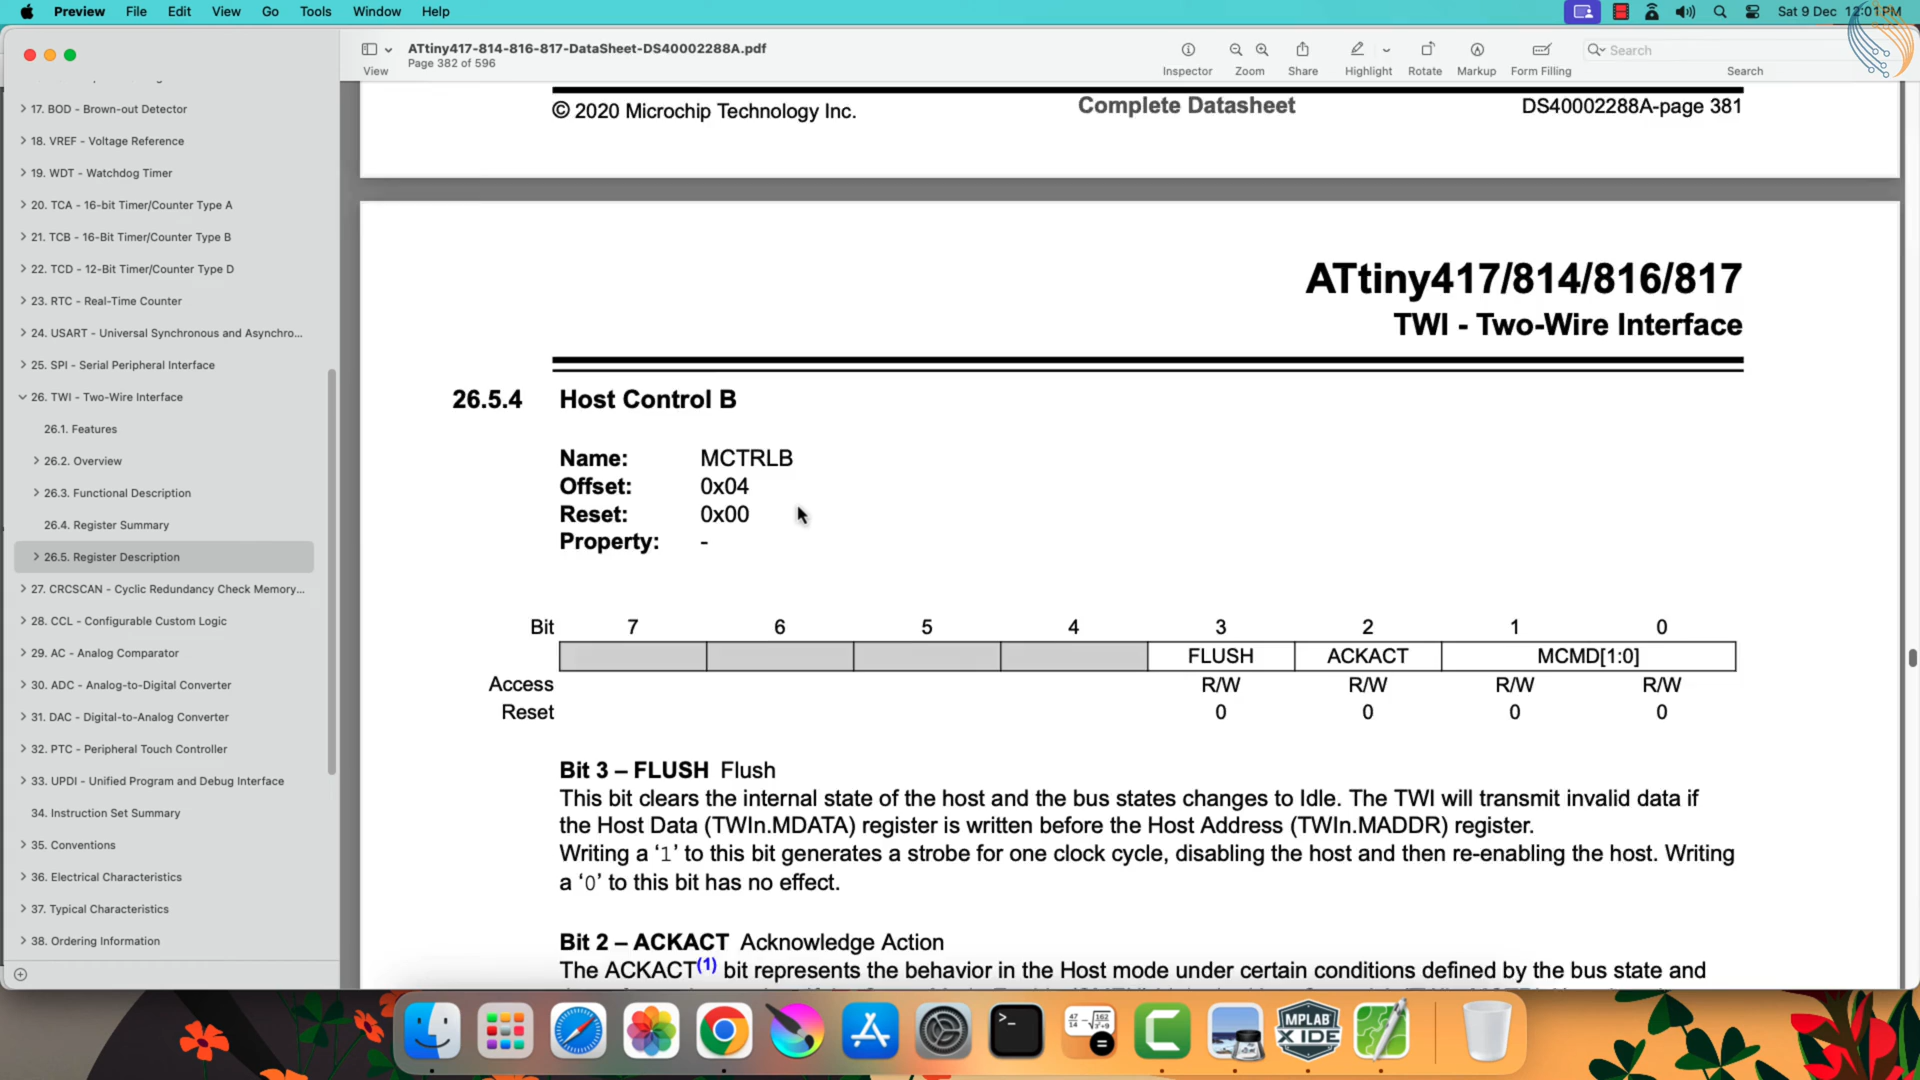 Preview File Edit View Go Tools Window Help
Sat 9 Dec 12:01PM
ATtiny417-814-816-817-DataSheet-DS40002288A.pdf
Page 382 of 596
View
Inspector
Zoom
Share
Highlight
Rotate
Markup
Form Filling
Search
Search
17. BOD - Brown-out Detector
18. VREF - Voltage Reference
19. WDT - Watchdog Timer
20. TCA - 16-bit Timer/Counter Type A
21. TCB - 16-Bit Timer/Counter Type B
22. TCD - 12-Bit Timer/Counter Type D
23. RTC - Real-Time Counter
24. USART - Universal Synchronous and Asynchro...
25. SPI - Serial Peripheral Interface
26. TWI - Two-Wire Interface
26.1. Features
26.2. Overview
26.3. Functional Description
26.4. Register Summary
26.5. Register Description
27. CRCSCAN - Cyclic Redundancy Check Memory...
28. CCL - Configurable Custom Logic
29. AC - Analog Comparator
30. ADC - Analog-to-Digital Converter
31. DAC - Digital-to-Analog Converter
32. PTC - Peripheral Touch Controller
33. UPDI - Unified Program and Debug Interface
34. Instruction Set Summary
35. Conventions
36. Electrical Characteristics
37. Typical Characteristics
38. Ordering Information
© 2020 Microchip Technology Inc. Complete Datasheet DS40002288A-page 381
ATtiny417/814/816/817
TWI - Two-Wire Interface
26.5.4 Host Control B
Name: MCTRLB
Offset: 0x04
Reset: 0x00
Property: -
Bit 7 6 5 4 3 2 1 0
FLUSH ACKACT MCMD[1:0]
Access R/W R/W R/W R/W
Reset 0 0 0 0
Bit 3 – FLUSH Flush
This bit clears the internal state of the host and the bus states changes to Idle. The TWI will transmit invalid data if
the Host Data (TWIn.MDATA) register is written before the Host Address (TWIn.MADDR) register.
Writing a ‘1’ to this bit generates a strobe for one clock cycle, disabling the host and then re-enabling the host. Writing
a ‘0’ to this bit has no effect.
Bit 2 – ACKACT Acknowledge Action
The ACKACT(1) bit represents the behavior in the Host mode under certain conditions defined by the bus state and
MPLAB
X IDE